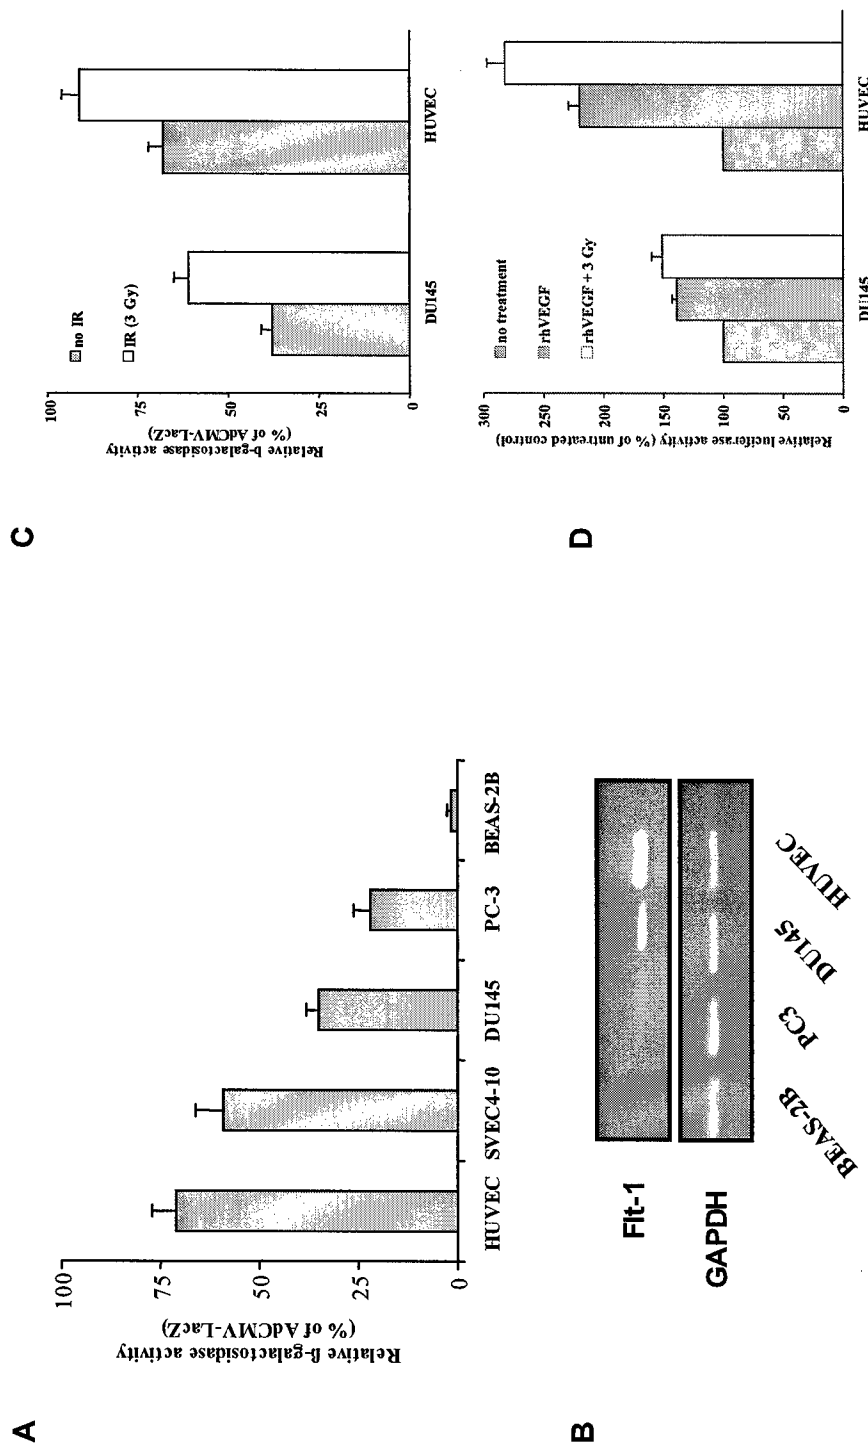 A
Relative ß-galactosidase activity
(% of AdCMV-LacZ)
100
75
50
25
0
HUVEC SVEC4-10 DU145 PC-3 BEAS-2B
B
Flt-1
GAPDH
BEAS-2B
PC3
DU145
HUVEC
C
Relative b-galactosidase activity
(% of AdCMV-LacZ)
100
75
50
25
0
no IR
IR (3 Gy)
DU145 HUVEC
D
Relative luciferase activity (% of untreated control)
300
250
200
150
100
50
0
no treatment
rhVEGF
rhVEGF + 3 Gy
DU145 HUVEC